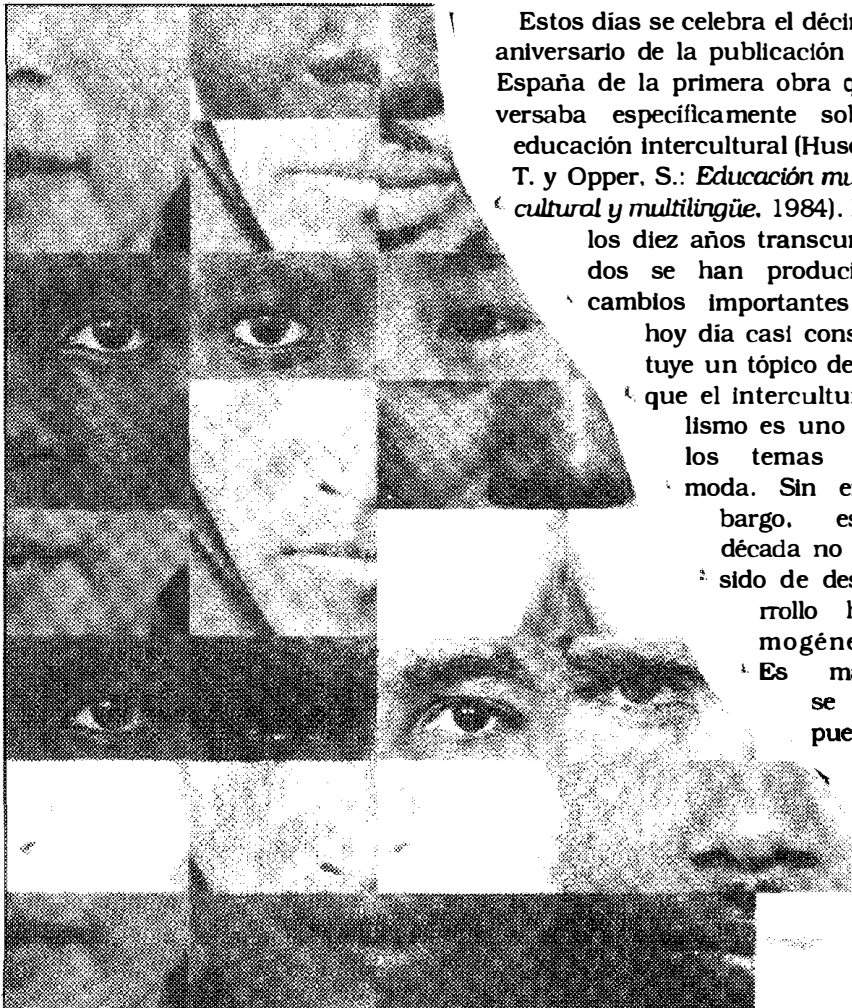 Estos días se celebra el décim
aniversario de la publicación
España de la primera obra q
versaba específicamente sob
educación intercultural (Huse
T. y Opper, S.: Educación mu
cultural y multilingüe, 1984).
los diez años transcur
dos se han produci
cambios importantes
hoy día casi cons
tuye un tópico de
que el intercultur
lismo es uno
los temas
moda. Sin e
bargo, es
década no
sido de des
rrollo h
mogéne
Es ma
se
pue